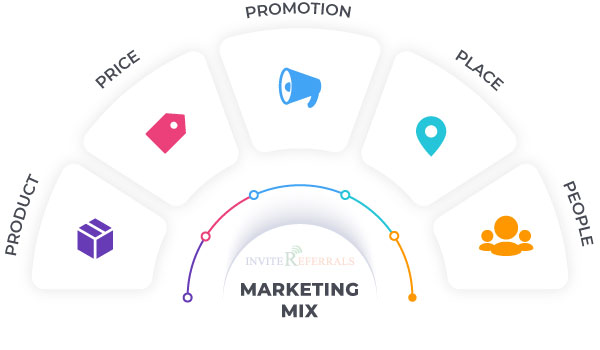 PRODUCT
PRICE
PROMOTION
PLACE
PEOPLE
INVITEREFERRALS
MARKETING
MIX